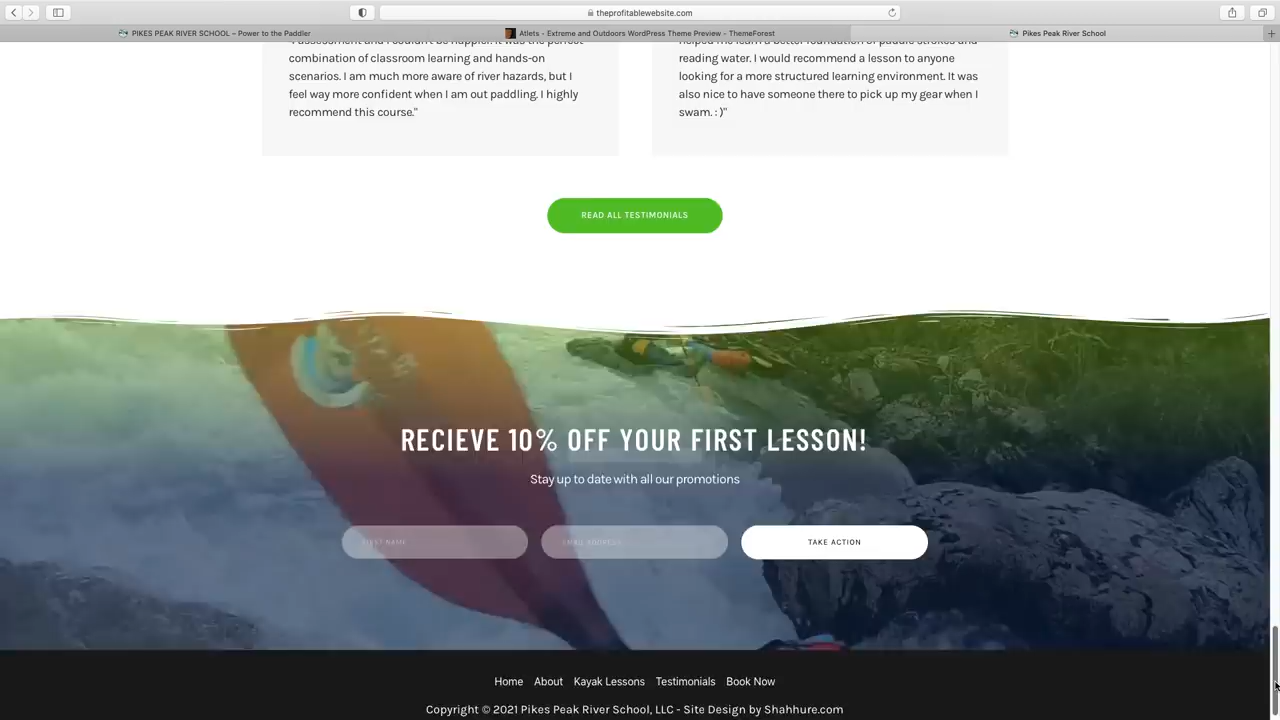 theprofitablewebsite.com
PIKES PEAK RIVER SCHOOL – Power to the Paddler
Atlets - Extreme and Outdoors WordPress Theme Preview - ThemeForest
Pikes Peak River School
combination of classroom learning and hands-on
scenarios. I am much more aware of river hazards, but I
feel way more confident when I am out paddling. I highly
recommend this course."
reading water. I would recommend a lesson to anyone
looking for a more structured learning environment. It was
also nice to have someone there to pick up my gear when I
swam. : )"
READ ALL TESTIMONIALS
RECIEVE 10% OFF YOUR FIRST LESSON!
Stay up to date with all our promotions
FIRST NAME
EMAIL ADDRESS
TAKE ACTION
Home About Kayak Lessons Testimonials Book Now
Copyright © 2021 Pikes Peak River School, LLC - Site Design by Shahhure.com